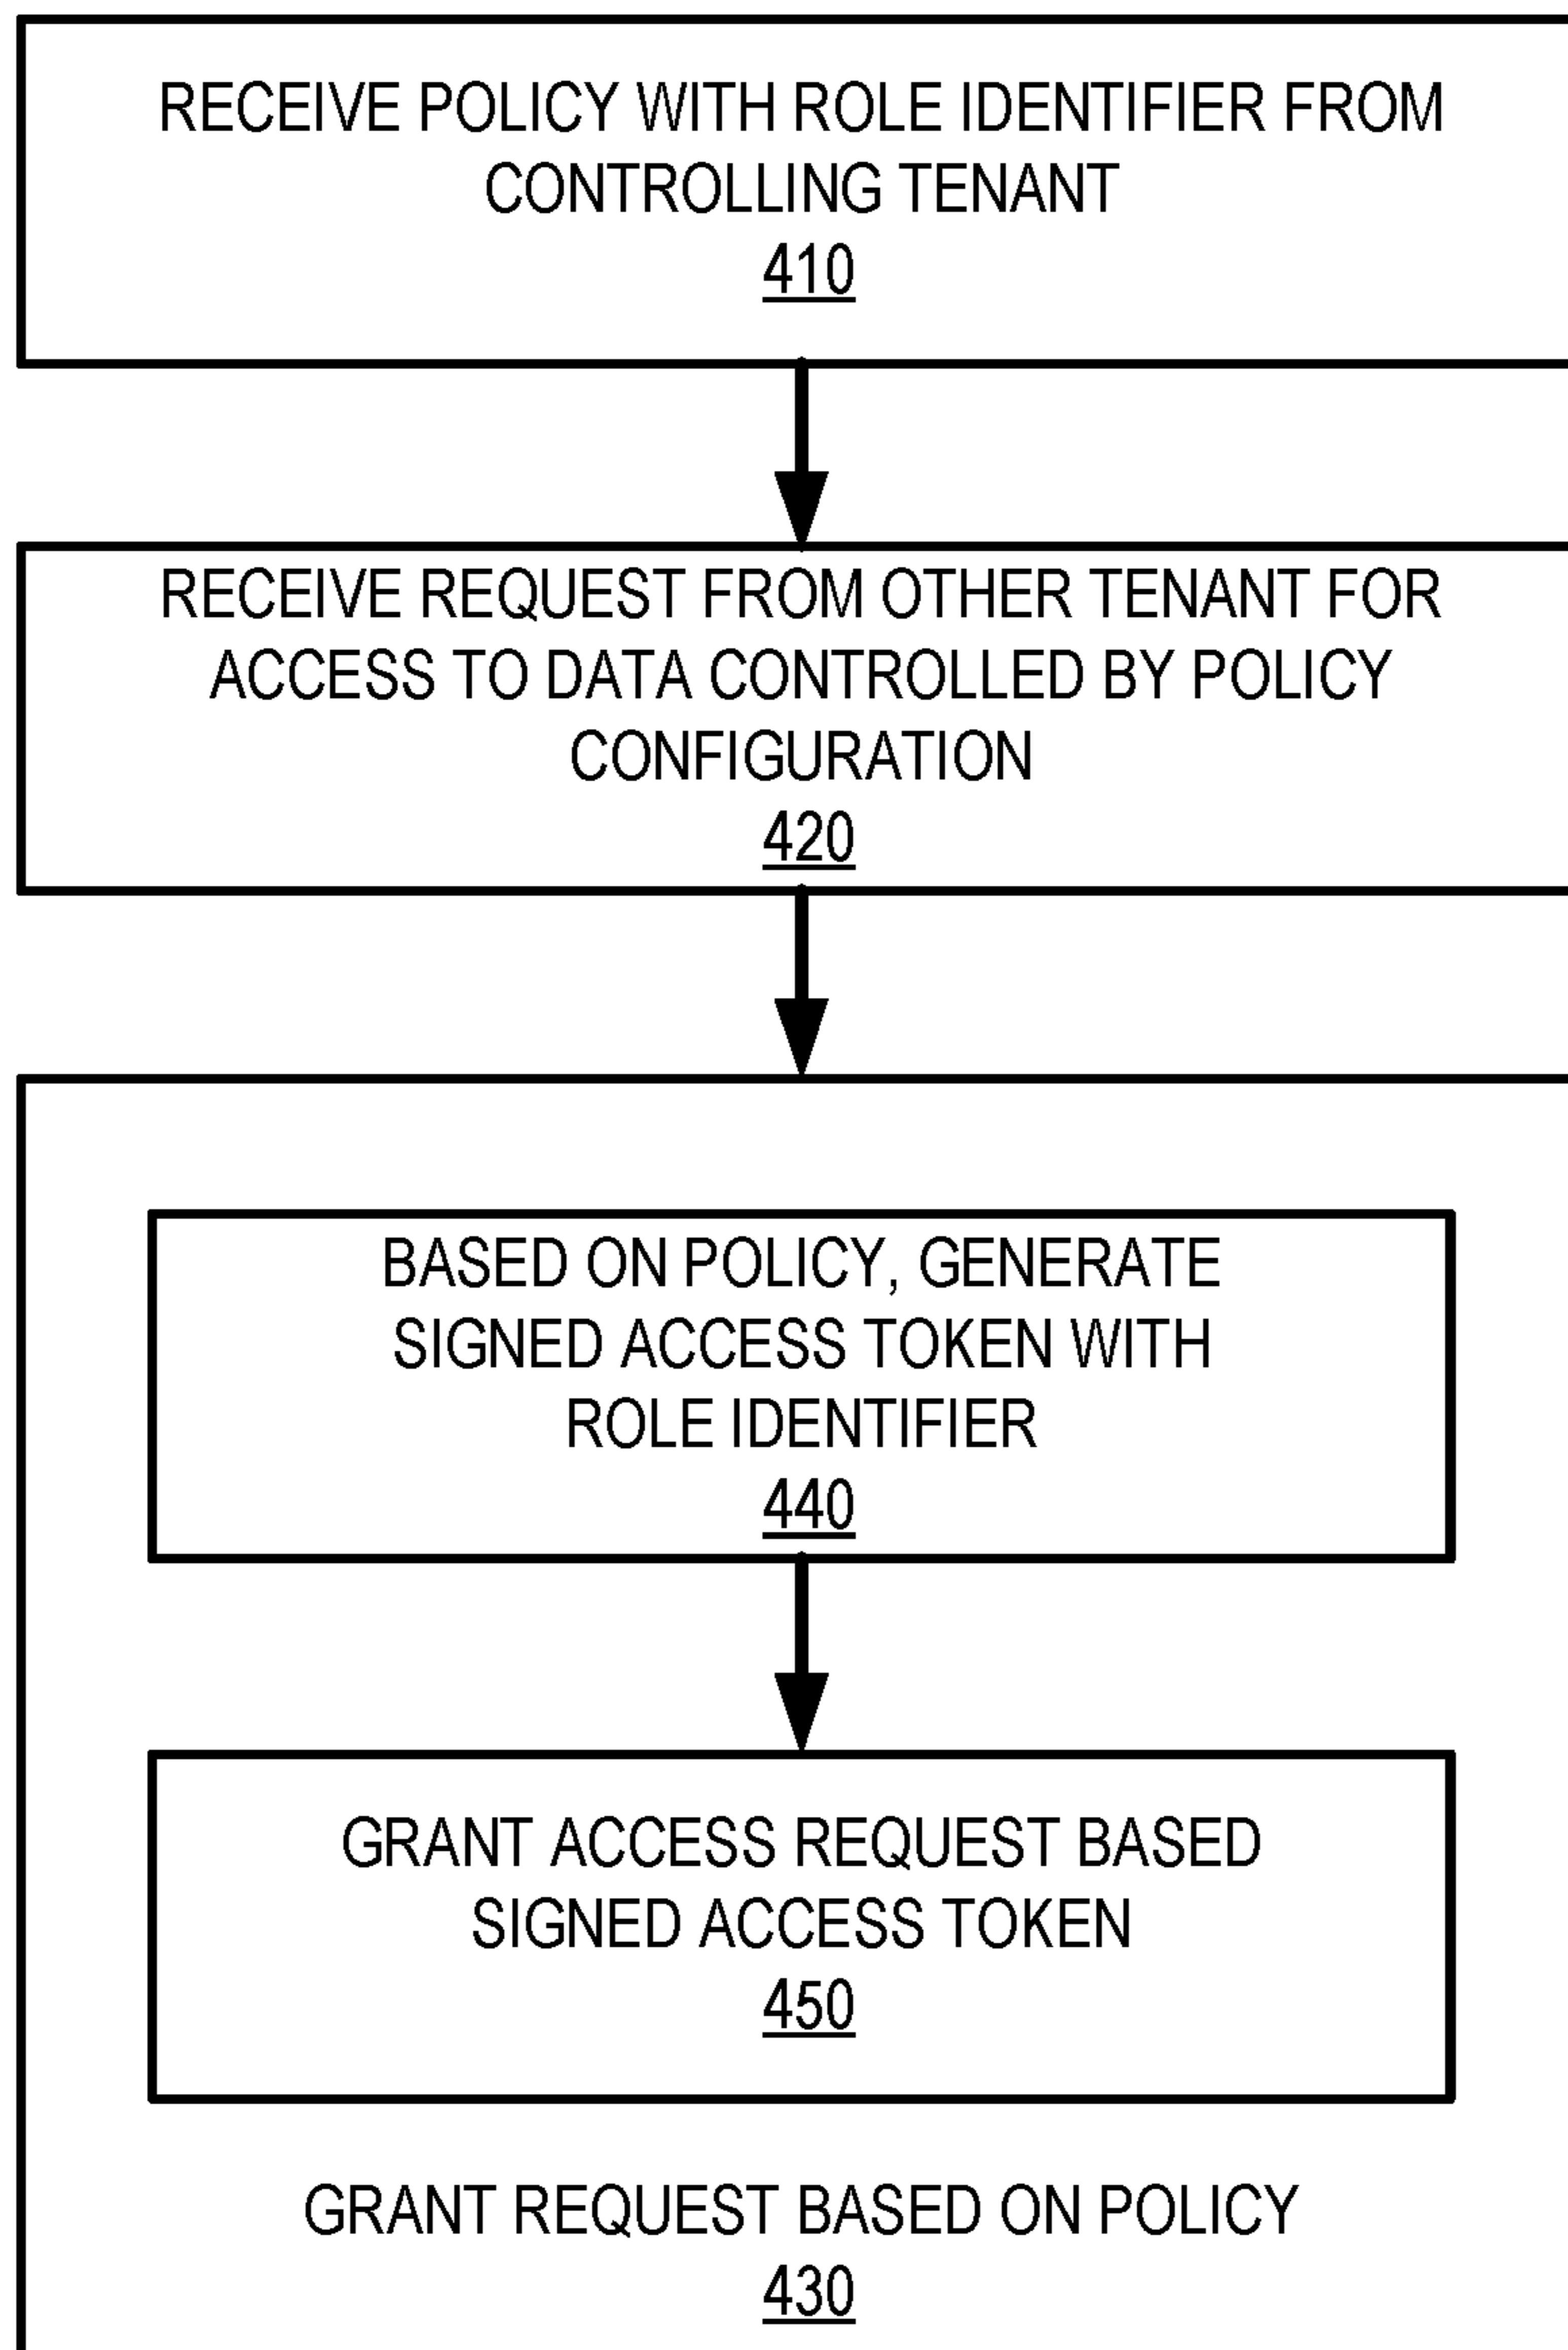 RECEIVE POLICY WITH ROLE IDENTIFIER FROM
CONTROLLING TENANT
410
RECEIVE REQUEST FROM OTHER TENANT FOR
ACCESS TO DATA CONTROLLED BY POLICY
CONFIGURATION
420
BASED ON POLICY, GENERATE
SIGNED ACCESS TOKEN WITH
ROLE IDENTIFIER
440
GRANT ACCESS REQUEST BASED
SIGNED ACCESS TOKEN
450
GRANT REQUEST BASED ON POLICY
430